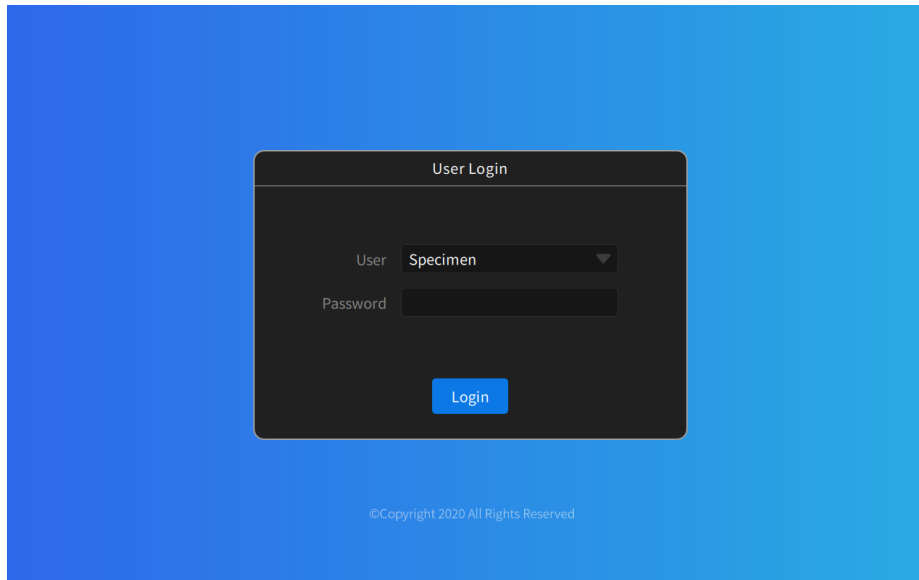 User Login
User Specimen
Password
Login
©Copyright 2020 All Rights Reserved